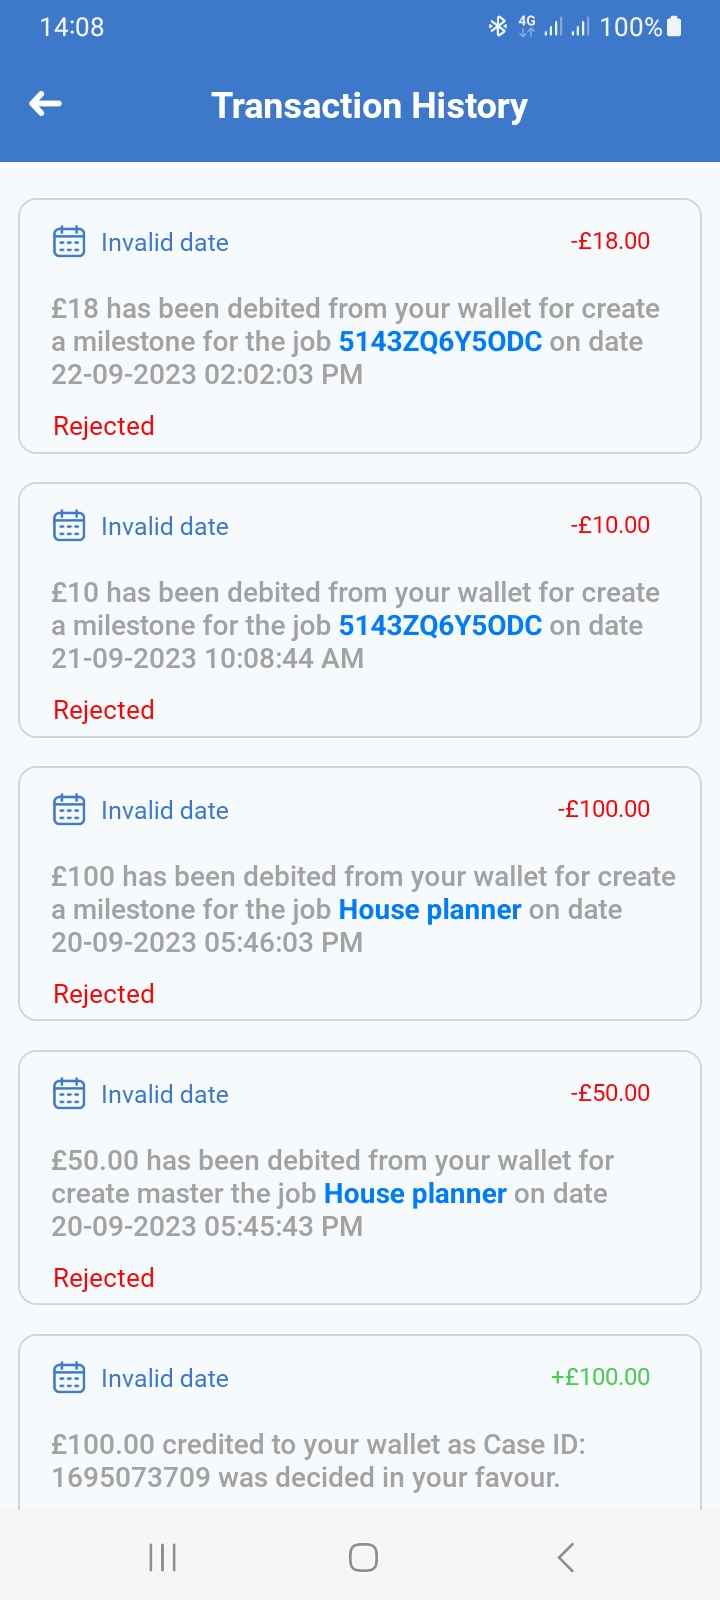 14:08
4G
100%
Transaction History
Invalid date
-£18.00
£18 has been debited from your wallet for create
a milestone for the job 5143ZQ6Y5ODC on date
22-09-2023 02:02:03 PM
Rejected
Invalid date
-£10.00
£10 has been debited from your wallet for create
a milestone for the job 5143ZQ6Y5ODC on date
21-09-2023 10:08:44 AM
Rejected
Invalid date
-£100.00
£100 has been debited from your wallet for create
a milestone for the job House planner on date
20-09-2023 05:46:03 PM
Rejected
Invalid date
-£50.00
£50.00 has been debited from your wallet for
create master the job House planner on date
20-09-2023 05:45:43 PM
Rejected
Invalid date
+£100.00
£100.00 credited to your wallet as Case ID:
1695073709 was decided in your favour.